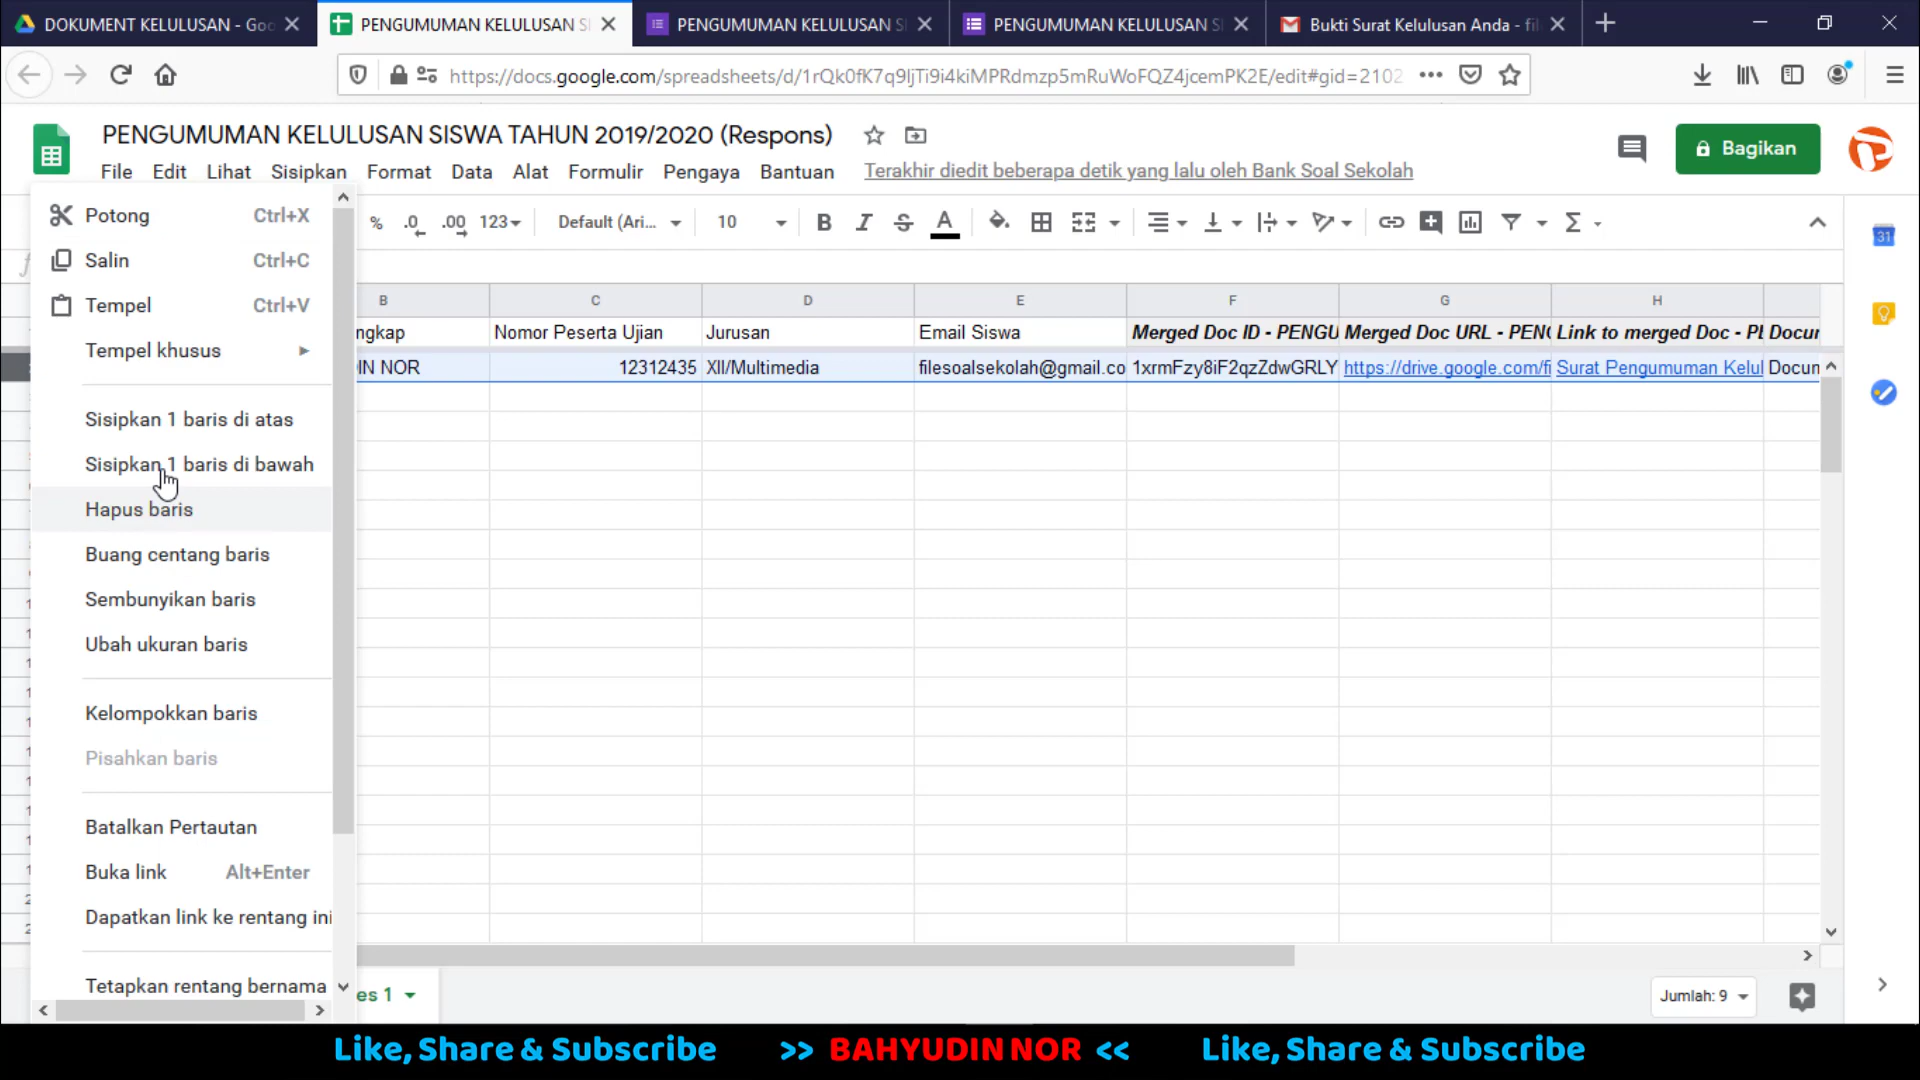 DOKUMENT KELULUSAN - Goo
PENGUMUMAN KELULUSAN SI
PENGUMUMAN KELULUSAN S
PENGUMUMAN KELULUSAN S
Bukti Surat Kelulusan Anda - fil
https://docs.google.com/spreadsheets/d/1rQk0fK7q9IjTi9i4kiMPRdmzp5mRuWoFQZ4jcemPK2E/edit#gid=2102
PENGUMUMAN KELULUSAN SISWA TAHUN 2019/2020 (Respons)
File Edit Lihat Sisipkan Format Data Alat Formulir Pengaya Bantuan
Terakhir diedit beberapa detik yang lalu oleh Bank Soal Sekolah
Bagikan
% .0 .00 123 Default (Ari... 10 B I S A
31
B C D E F G H
ngkap Nomor Peserta Ujian Jurusan Email Siswa Merged Doc ID - PENGU Merged Doc URL - PEN Link to merged Doc - PE Docun
IN NOR 12312435 XII/Multimedia filesoalsekolah@gmail.co 1xrmFzy8iF2qzZdwGRLY https://drive.google.com/fi Surat Pengumuman Kelul Docun
Potong Ctrl+X
Salin Ctrl+C
Tempel Ctrl+V
Tempel khusus
Sisipkan 1 baris di atas
Sisipkan 1 baris di bawah
Hapus baris
Buang centang baris
Sembunyikan baris
Ubah ukuran baris
Kelompokkan baris
Pisahkan baris
Batalkan Pertautan
Buka link Alt+Enter
Dapatkan link ke rentang ini
Tetapkan rentang bernama
es 1
Jumlah: 9
Like, Share & Subscribe >> BAHYUDIN NOR << Like, Share & Subscribe